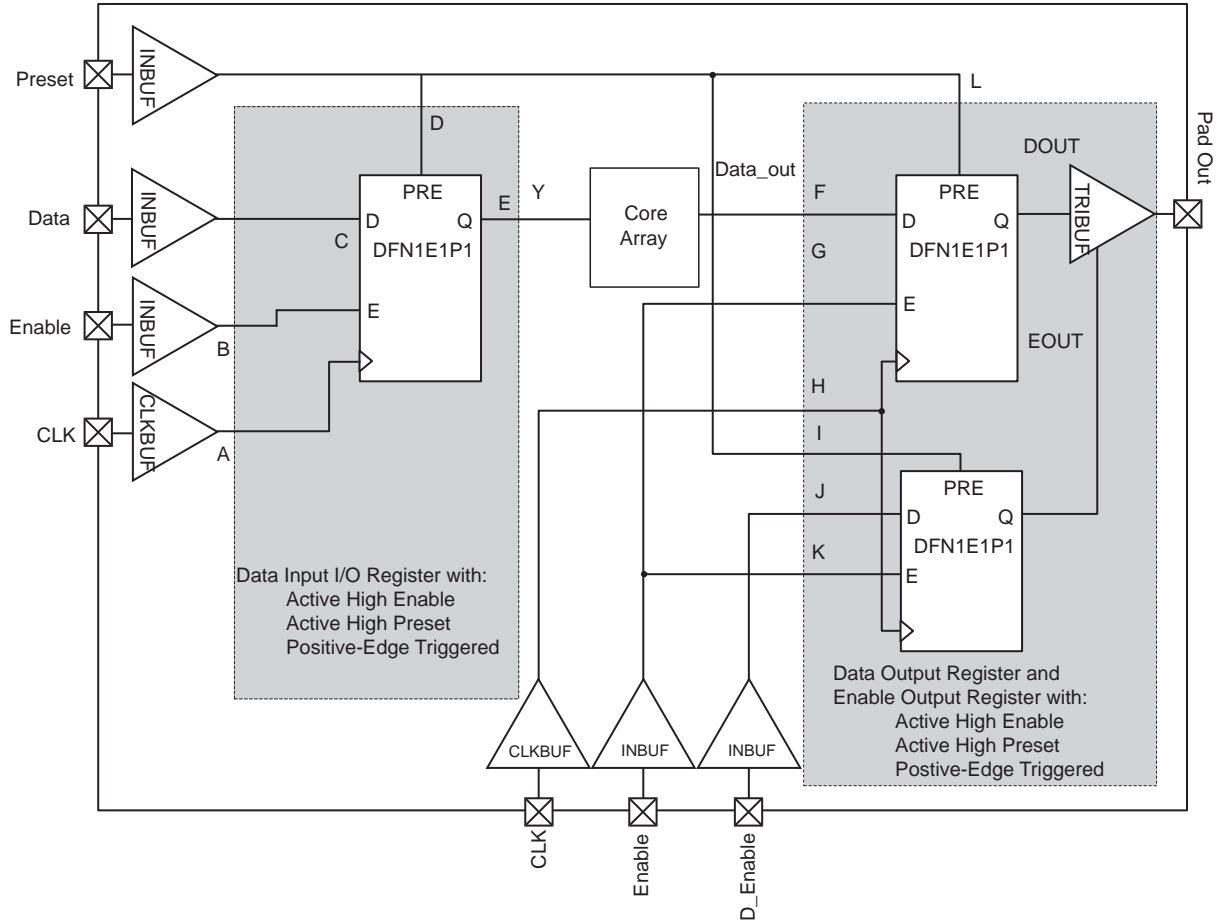 Preset
INBUF
L
D
Pad Out
DOUT
Data
INBUF
PRE
D
Q
C
DFN1E1P1
E
Y
Core
Array
Data_out
F
G
PRE
D
Q
DFN1E1P1
TRIBUF
Enable
INBUF
B
E
E
EOUT
CLK
CLKBUF
A
H
I
J
K
PRE
D
Q
DFN1E1P1
E
Data Input I/O Register with:
Active High Enable
Active High Preset
Positive-Edge Triggered
Data Output Register and
Enable Output Register with:
Active High Enable
Active High Preset
Postive-Edge Triggered
CLKBUF
INBUF
INBUF
CLK
Enable
D_Enable